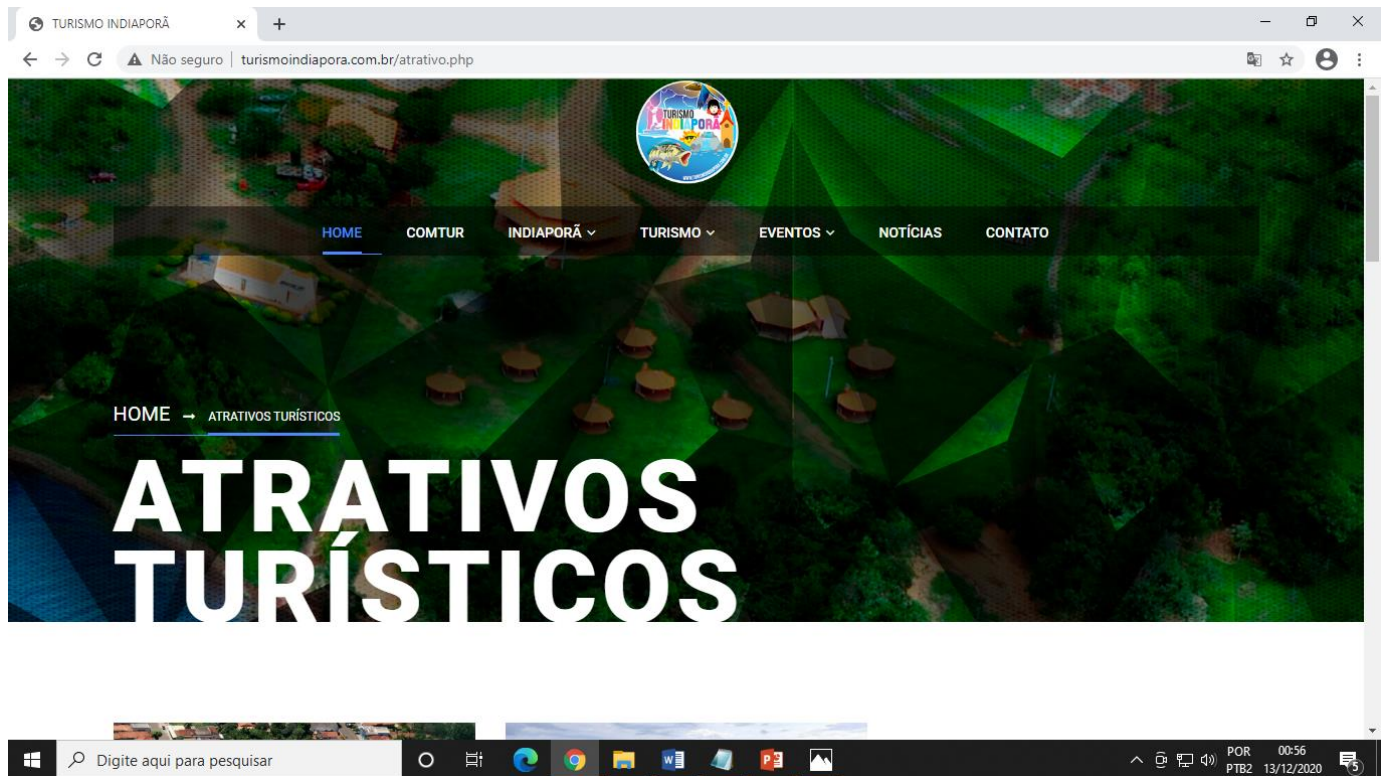 TURISMO INDIAPORÃ
Não seguro | turismoindiapora.com.br/atrativo.php
TURISMO
INDIAPORÃ
HOME COMTUR INDIAPORÃ TURISMO EVENTOS NOTÍCIAS CONTATO
HOME → ATRATIVOS TURÍSTICOS
ATRATIVOS
TURÍSTICOS
Digite aqui para pesquisar
POR 00:56
PTB2 13/12/2020
5